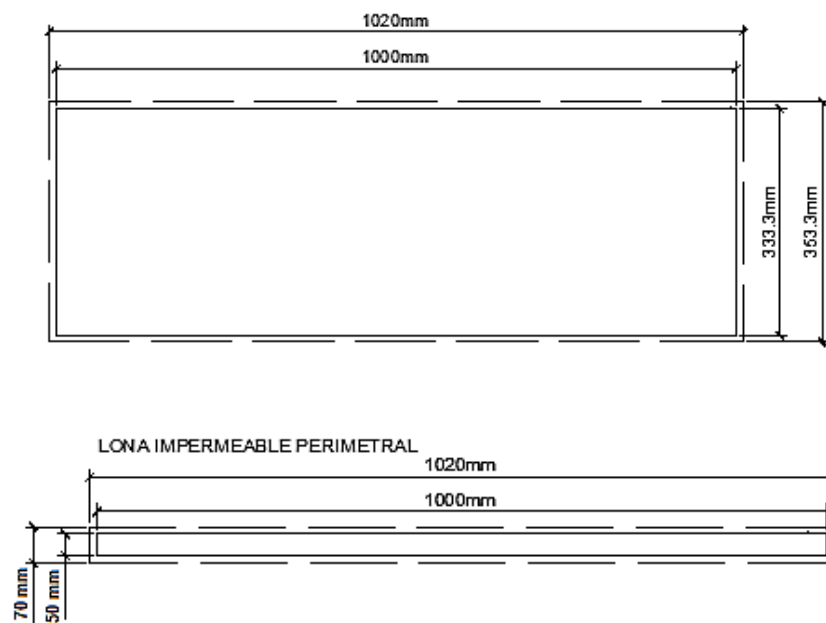 1020mm
1000mm
333.3mm
353.3mm
LONA IMPERMEABLE PERIMETRAL
1020mm
1000mm
70 mm
50 mm